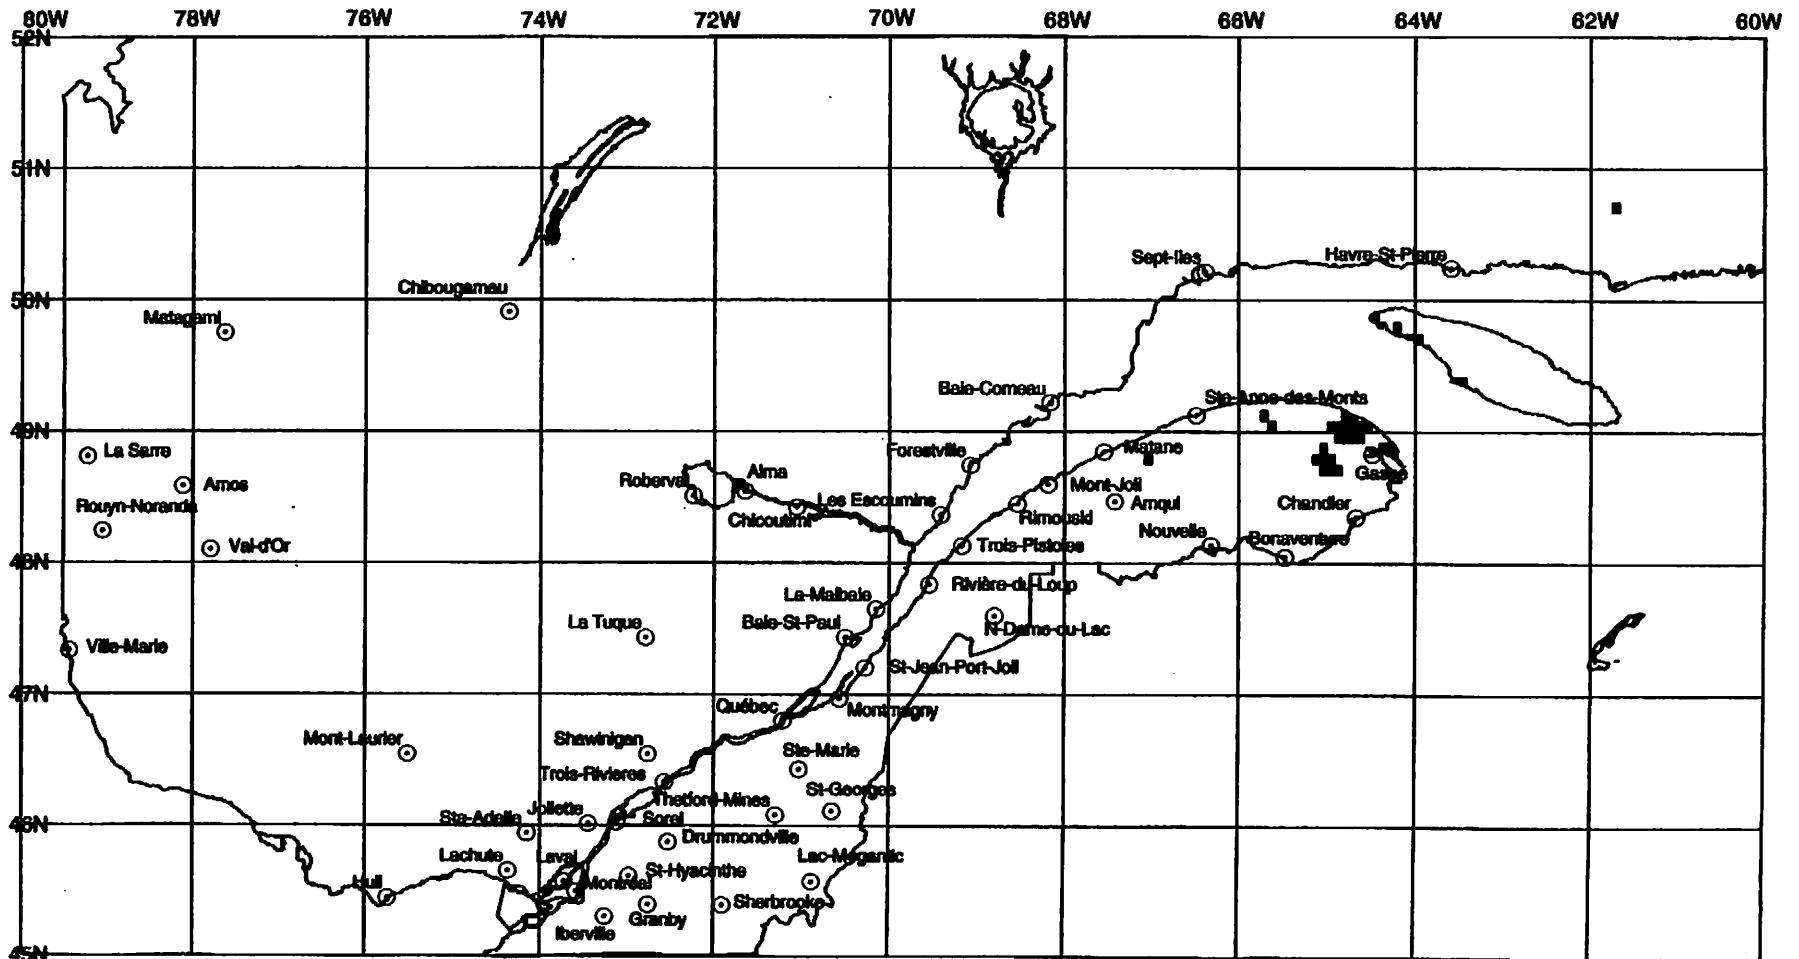 80W 78W 76W 74W 72W 70W 68W 66W 64W 62W 60W
52N
51N
Sept-Iles
Havre-St-Pierre
Chibougamau
50N
Matagami
Baie-Comeau
Ste-Anne-des-Monts
49N
La Sarre
Forestville
Matane
Roberval
Alma
Gaspé
Amos
Mont-Joli
Rouyn-Noranda
Les Escoumins
Amqui
Chandler
Chicoutimi
Rimouski
Nouvelle
Bonaventure
Val-d'Or
Trois-Pistoles
48N
Rivière-du-Loup
La-Malbaie
La Tuque
Baie-St-Paul
N-Dame-du-Lac
Ville-Marie
St-Jean-Port-Joli
47N
Québec
Montmagny
Mont-Laurier
Shawinigan
Ste-Marie
Trois-Rivieres
St-Georges
Thetford-Mines
Joliette
Ste-Adelle
Sorel
46N
Drummondville
Lachute
Laval
Lac-Megantic
St-Hyacinthe
Hull
Montréal
Sherbrooke
Granby
Iberville
45N